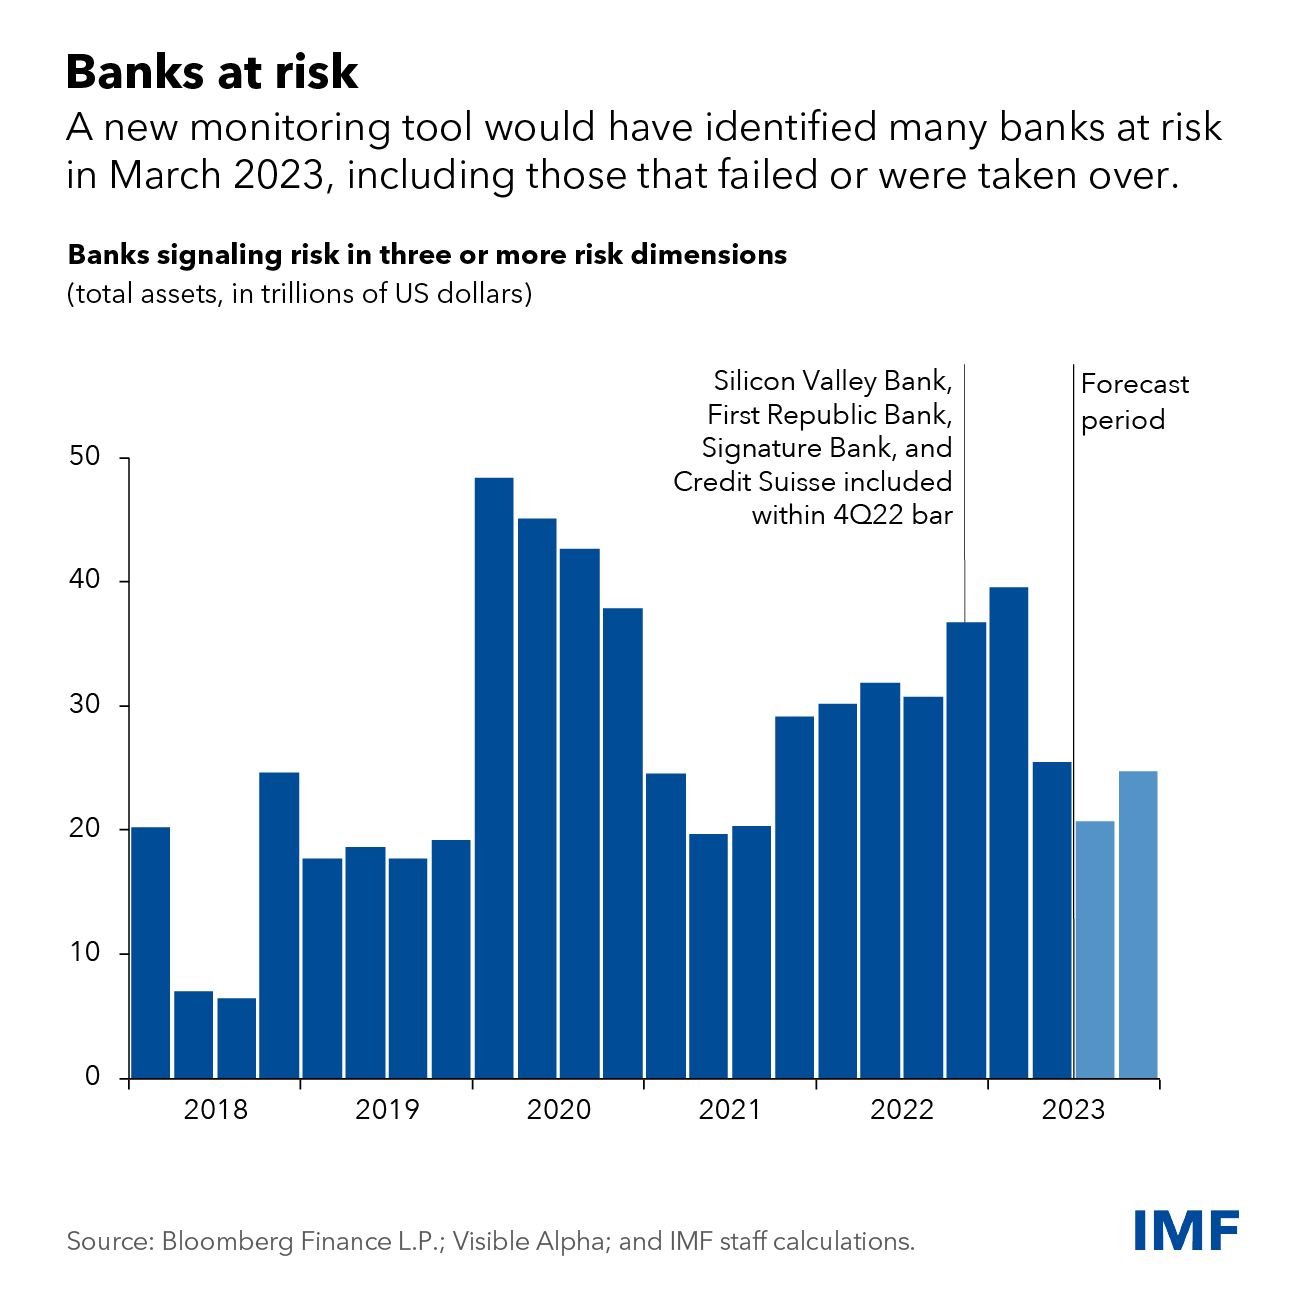 Banks at risk
A new monitoring tool would have identified many banks at risk
in March 2023, including those that failed or were taken over.
Banks signaling risk in three or more risk dimensions
(total assets, in trillions of US dollars)
Silicon Valley Bank,
First Republic Bank,
Signature Bank, and
Credit Suisse included
within 4Q22 bar
Forecast
period
50
40
30
20
10
0
2018
2019
2020
2021
2022
2023
Source: Bloomberg Finance L.P.; Visible Alpha; and IMF staff calculations.
IMF